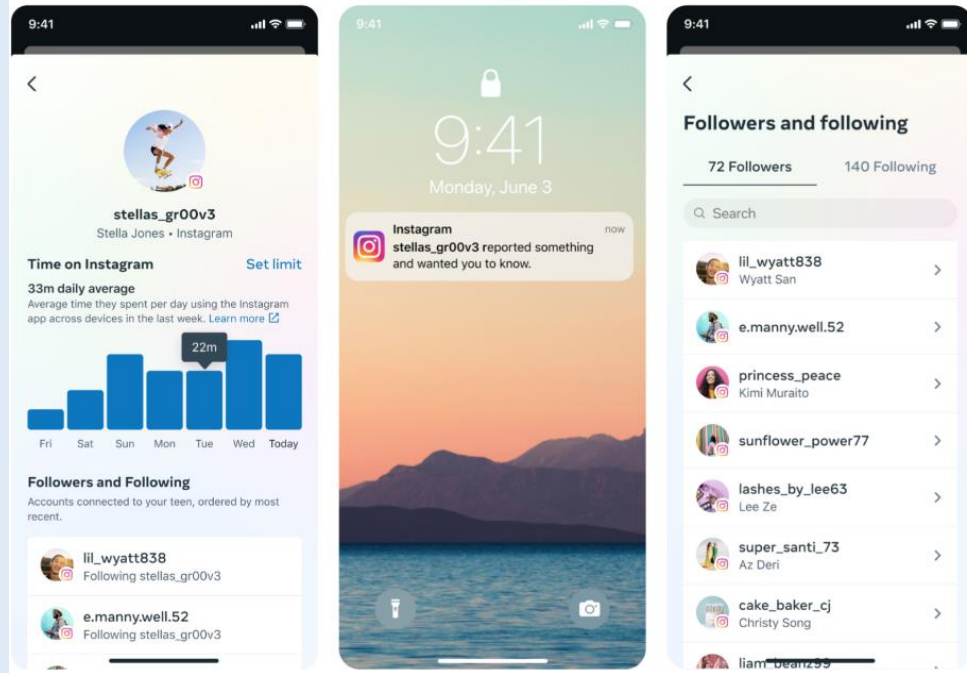 9:41
stellas_gr00v3
Stella Jones • Instagram
Time on Instagram
Set limit
33m daily average
Average time they spent per day using the Instagram
app across devices in the last week. Learn more
22m
Fri Sat Sun Mon Tue Wed Today
Followers and Following
Accounts connected to your teen, ordered by most
recent.
lil_wyatt838
Following stellas_gr00v3
e.manny.well.52
Following stellas_gr00v3
9:41
9:41
Monday, June 3
Instagram
now
stellas_gr00v3 reported something
and wanted you to know.
9:41
Followers and following
72 Followers
140 Following
Search
lil_wyatt838
Wyatt San
e.manny.well.52
princess_peace
Kimi Muraito
sunflower_power77
lashes_by_lee63
Lee Ze
super_santi_73
Az Deri
cake_baker_cj
Christy Song
liam_beanz99